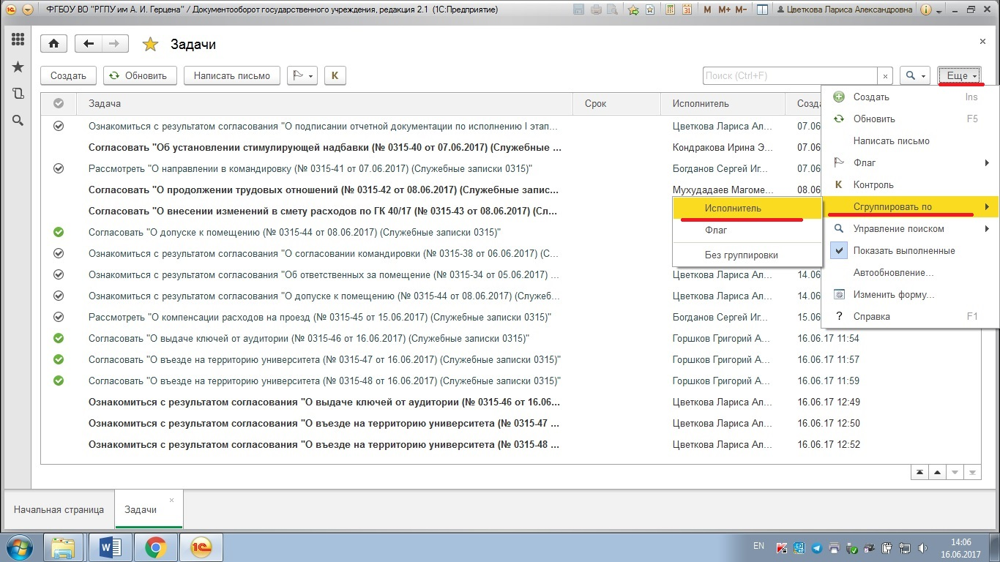 ФГБОУ ВО "РГПУ им А. И. Герцена" / Документооборот государственного учреждения, редакция 2.1 (1С:Предприятие)
M M+ M- Цветкова Лариса Александровна
Задачи
Создать Обновить Написать письмо К Поиск (Ctrl+F) × Еще
Задача Срок Исполнитель Созда
Ознакомиться с результатом согласования "О подписании отчетной документации по исполнению I этап... Цветкова Лариса Ал... 07.06
Согласовать "Об установлении стимулирующей надбавки (№ 0315-40 от 07.06.2017) (Служебные ... Кондракова Ирина Э... 07.06
Рассмотреть "О направлении в командировку (№ 0315-41 от 07.06.2017) (Служебные записки 0315)" Богданов Сергей Иг... 07.06
Согласовать "О продолжении трудовых отношений (№ 0315-42 от 08.06.2017) (Служебные запис... Мухудадаев Магоме... 08.06
Согласовать "О внесении изменений в смету расходов по ГК 40/17 (№ 0315-43 от 08.06.2017) (Сл...
Согласовать "О допуске к помещению (№ 0315-44 от 08.06.2017) (Служебные записки 0315)"
Ознакомиться с результатом согласования "О согласовании командировки (№ 0315-38 от 06.06.2017) (С...
Ознакомиться с результатом согласования "Об ответственных за помещение (№ 0315-34 от 05.06.2017) ... Цветкова Лариса Ал... 14.06
Ознакомиться с результатом согласования "О допуске к помещению (№ 0315-44 от 08.06.2017) (Служеб... Цветкова Лариса Ал... 14.06
Рассмотреть "О компенсации расходов на проезд (№ 0315-45 от 15.06.2017) (Служебные записки 0315)" Богданов Сергей Иг... 15.06
Согласовать "О выдаче ключей от аудитории (№ 0315-46 от 16.06.2017) (Служебные записки 0315)" Горшков Григорий А... 16.06.17 11:54
Согласовать "О въезде на территорию университета (№ 0315-47 от 16.06.2017) (Служебные записки 0315)" Горшков Григорий А... 16.06.17 11:57
Согласовать "О въезде на территорию университета (№ 0315-48 от 16.06.2017) (Служебные записки 0315)" Горшков Григорий А... 16.06.17 11:59
Ознакомиться с результатом согласования "О выдаче ключей от аудитории (№ 0315-46 от 16.06... Цветкова Лариса Ал... 16.06.17 12:49
Ознакомиться с результатом согласования "О въезде на территорию университета (№ 0315-47 ... Цветкова Лариса Ал... 16.06.17 12:50
Ознакомиться с результатом согласования "О въезде на территорию университета (№ 0315-48 ... Цветкова Лариса Ал... 16.06.17 12:52
Создать Ins
Обновить F5
Написать письмо
Флаг
К Контроль
Сгруппировать по
Управление поиском
Показать выполненные
Автообновление...
Изменить форму...
? Справка F1
Исполнитель
Флаг
Без группировки
Начальная страница Задачи
EN 14:06
16.06.2017